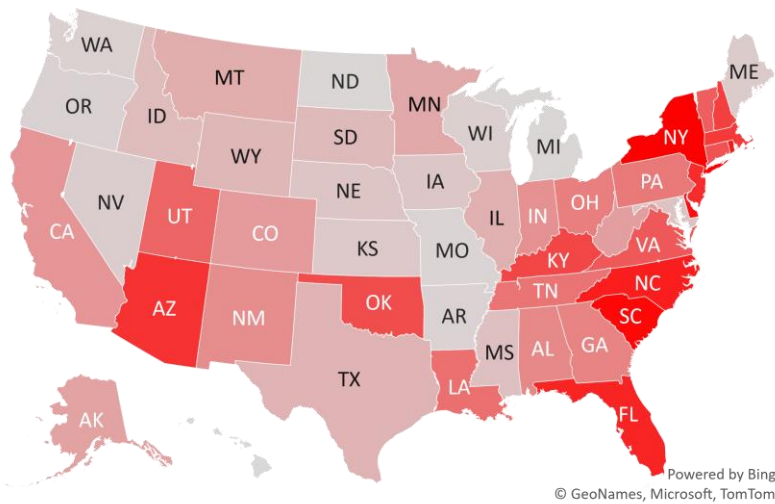 WA
MT
ND
ME
OR
ID
MN
NY
SD
WI
MI
WY
PA
NE
IA
NV
IL
IN
OH
UT
CO
CA
KS
MO
VA
KY
NC
AZ
NM
OK
TN
AR
SC
MS
AL
GA
TX
LA
AK
FL
Powered by Bing
© GeoNames, Microsoft, TomTom